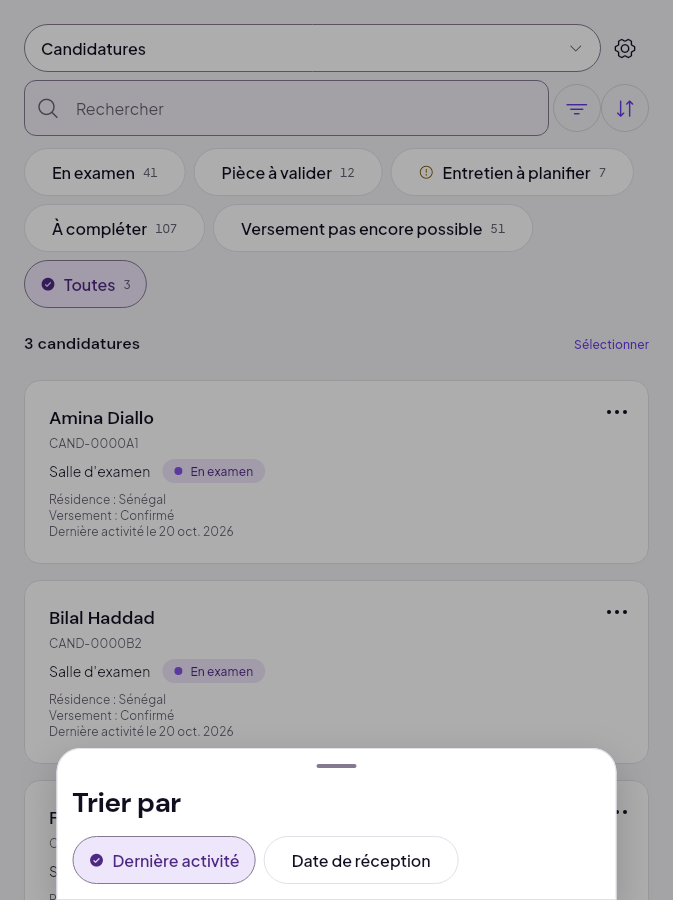 Candidatures
Rechercher
En examen 41
Pièce à valider 12
Entretien à planifier 7
À compléter 107
Versement pas encore possible 51
Toutes 3
3 candidatures
Sélectionner
Amina Diallo
CAND-0000A1
Salle d'examen
En examen
Résidence : Sénégal
Versement : Confirmé
Dernière activité le 20 oct. 2026
Bilal Haddad
CAND-0000B2
Salle d'examen
En examen
Résidence : Sénégal
Versement : Confirmé
Dernière activité le 20 oct. 2026
Trier par
Dernière activité
Date de réception